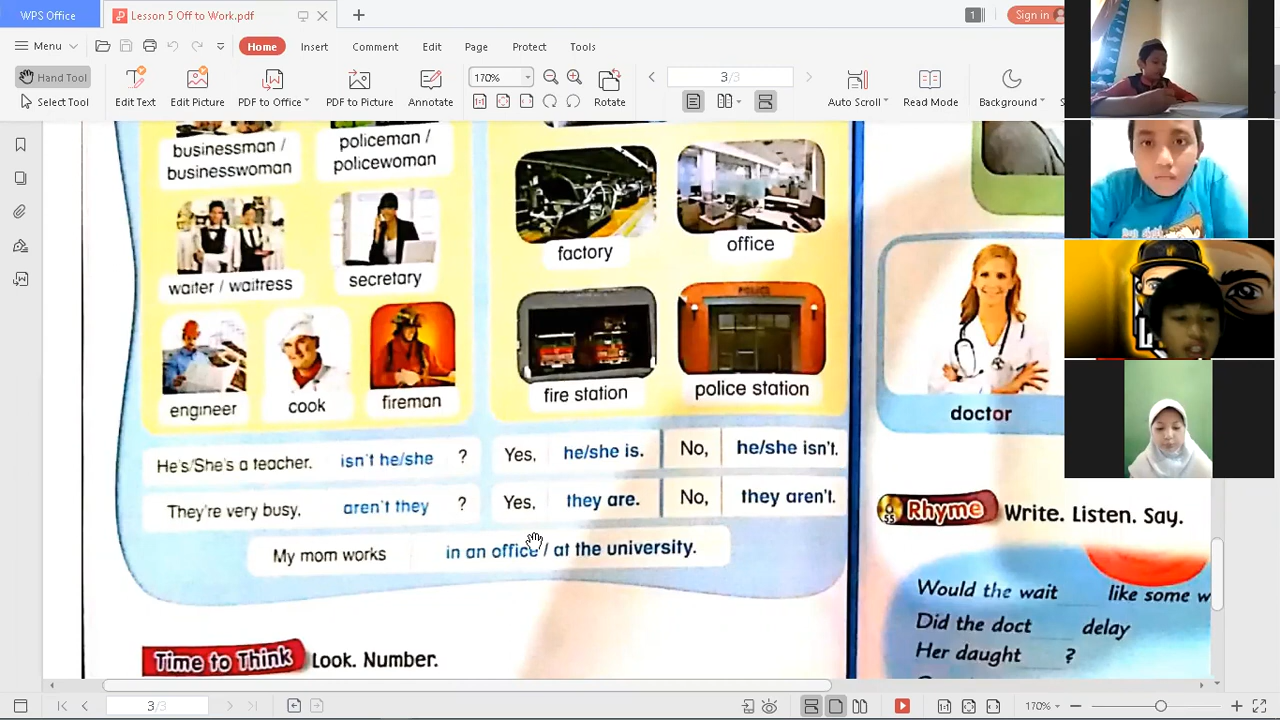 WPS Office
Lesson 5 Off to Work.pdf
1
Sign in
Menu
Home
Insert
Comment
Edit
Page
Protect
Tools
Hand Tool
Select Tool
Edit Text
Edit Picture
PDF to Office
PDF to Picture
Annotate
170%
Rotate
3/3
Auto Scroll
Read Mode
Background
businessman /
businesswoman
policeman /
policewoman
waiter / waitress
secretary
factory
office
engineer
cook
fireman
fire station
POLICE
police station
doctor
He's/She's a teacher, isn't he/she ? Yes, he/she is. No, he/she isn't.
They're very busy, aren't they ? Yes, they are. No, they aren't.
My mom works in an office / at the university.
Time to Think Look. Number.
55
Rhyme Write. Listen. Say.
Would the wait like some w
Did the doct delay
Her daught ?
3/3
170%